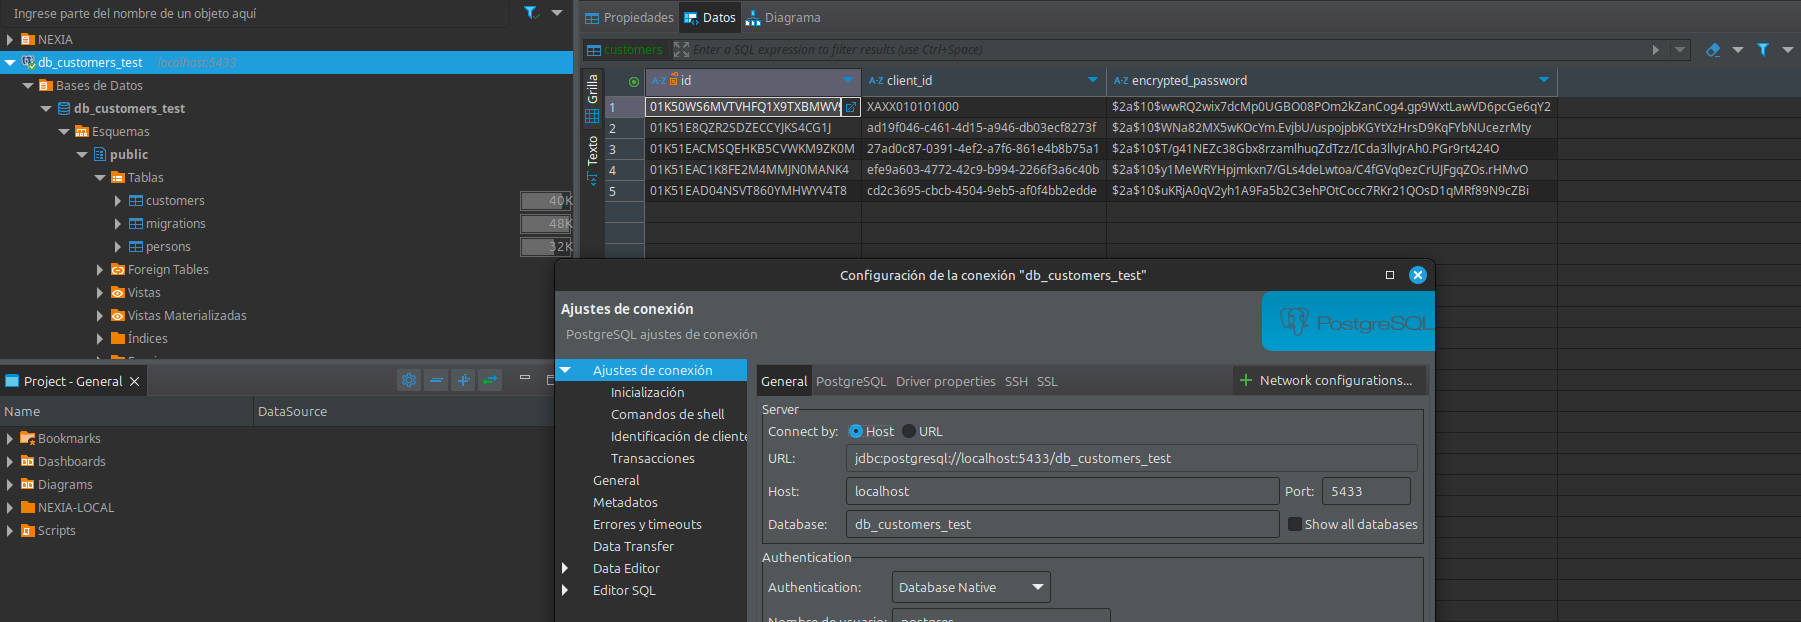 Ingrese parte del nombre de un objeto aquí
NEXIA
db_customers_test localhost:5433
Bases de Datos
db_customers_test
Esquemas
public
Tablas
customers 40K
migrations 48K
persons 32K
Foreign Tables
Vistas
Vistas Materializadas
Índices
Project - General
Name DataSource
Bookmarks
Dashboards
Diagrams
NEXIA-LOCAL
Scripts
Propiedades Datos Diagrama
customers Enter a SQL expression to filter results (use Ctrl+Space)
Grilla
Texto
A-Z id A-Z client_id A-Z encrypted_password
1 01K50WS6MVTVHFQ1X9TXBMWV XAXX010101000 $2a$10$wwRQ2wix7dcMp0UGBO08POm2kZanCog4.gp9WxtLawVD6pcGe6qY2
2 01K51E8QZR2SDZECCYJKS4CG1J ad19f046-c461-4d15-a946-db03ecf8273f $2a$10$WNa82MX5wKOcYm.EvjbU/uspojpbKGYtXzHrsD9KqFYbNUcezrMty
3 01K51EACMSQEHKB5CVWKM9ZK0M 27ad0c87-0391-4ef2-a7f6-861e4b8b75a1 $2a$10$T/g41NEZc38Gbx8rzamlhuqZdTzz/ICda3llvJrAh0.PGr9rt424O
4 01K51EAC1K8FE2M4MMJN0MANK4 efe9a603-4772-42c9-b994-2266f3a6c40b $2a$10$y1MeWRYHpjmkxn7/GLs4deLwtoa/C4fGVq0ezCrUJFgqZOs.rHMvO
5 01K51EAD04NSVT860YMHWYV4T8 cd2c3695-cbcb-4504-9eb5-af0f4bb2edde $2a$10$uKRjA0qV2yh1A9Fa5b2C3ehPOtCocc7RKr21QOsD1qMRf89N9cZBi
Configuración de la conexión "db_customers_test"
Ajustes de conexión
PostgreSQL ajustes de conexión
PostgreSQL
Ajustes de conexión
Inicialización
Comandos de shell
Identificación de cliente
Transacciones
General
Metadatos
Errores y timeouts
Data Transfer
Data Editor
Editor SQL
General PostgreSQL Driver properties SSH SSL Network configurations...
Server
Connect by: Host URL
URL: jdbc:postgresql://localhost:5433/db_customers_test
Host: localhost Port: 5433
Database: db_customers_test Show all databases
Authentication
Authentication: Database Native
Nombre de usuario: postgres